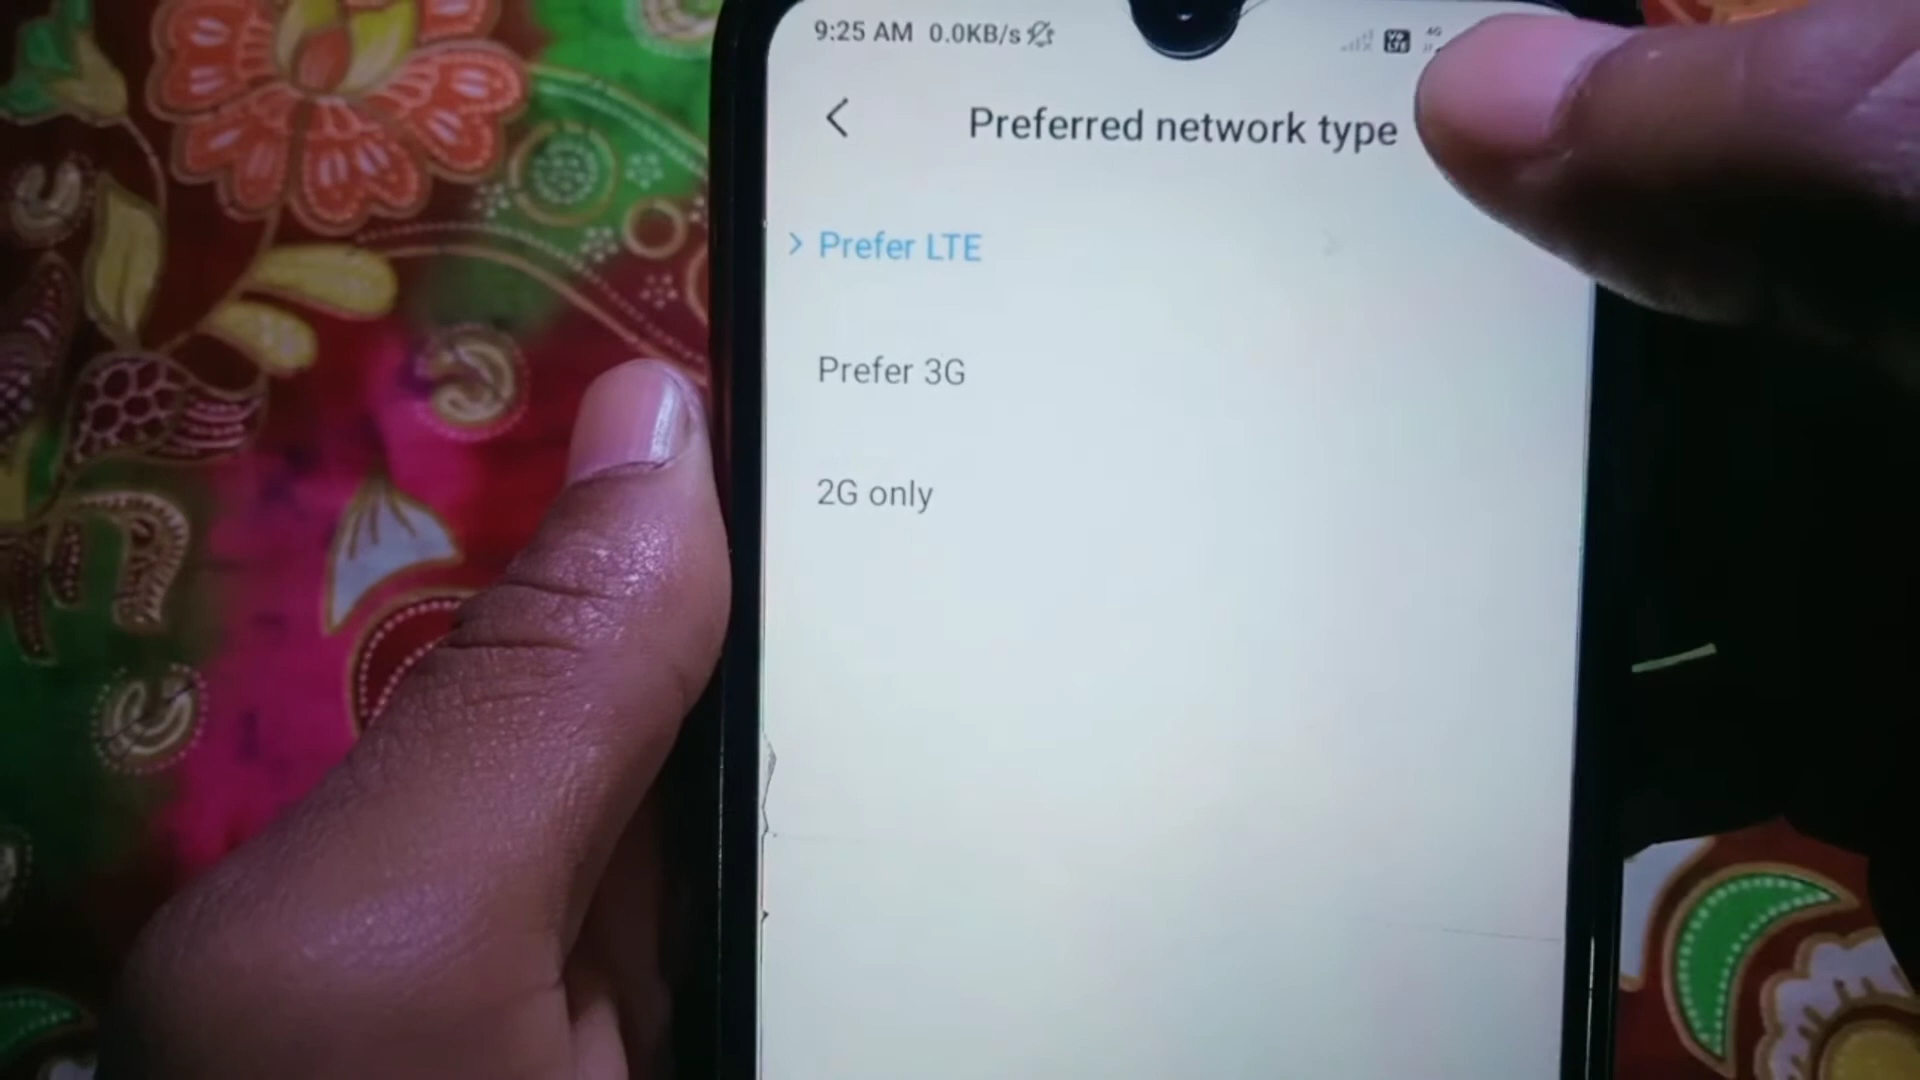 9:25 AM 0.0KB/s
Preferred network type
Prefer LTE
Prefer 3G
2G only